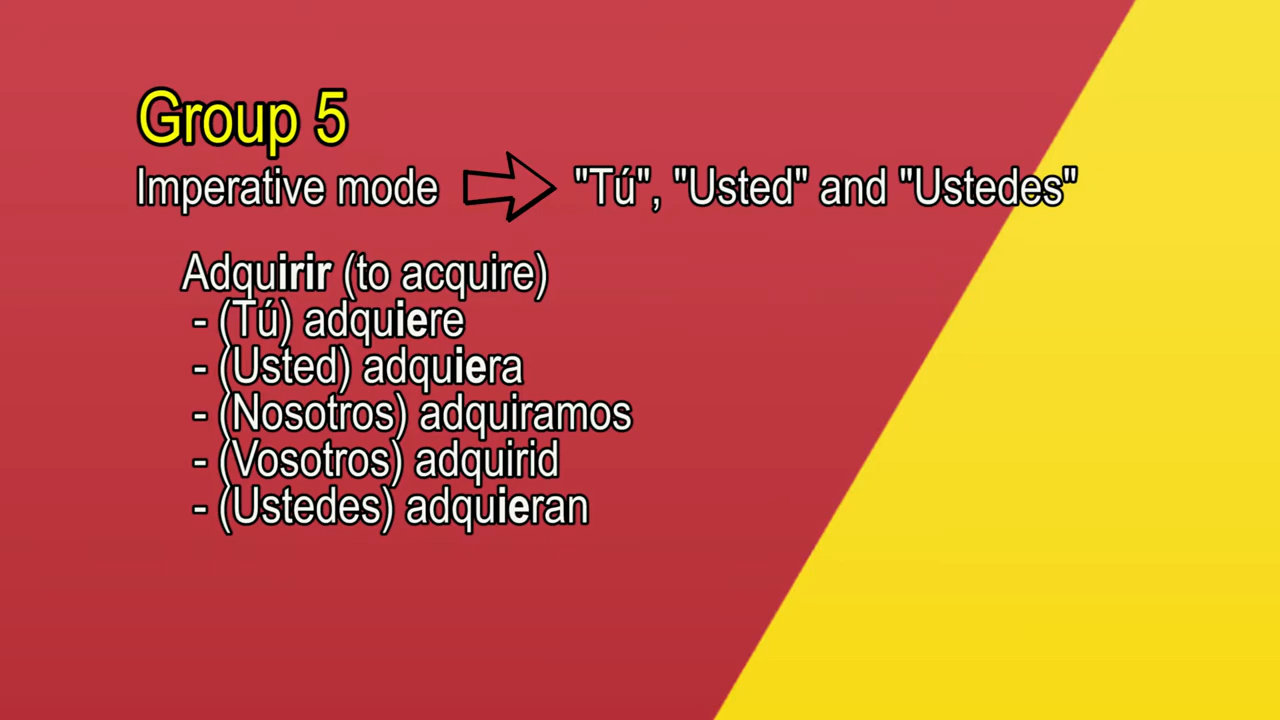 Group 5
Imperative mode "Tú", "Usted" and "Ustedes"
Adquirir (to acquire)
- (Tú) adquiere
- (Usted) adquiera
- (Nosotros) adquiramos
- (Vosotros) adquirid
- (Ustedes) adquieran